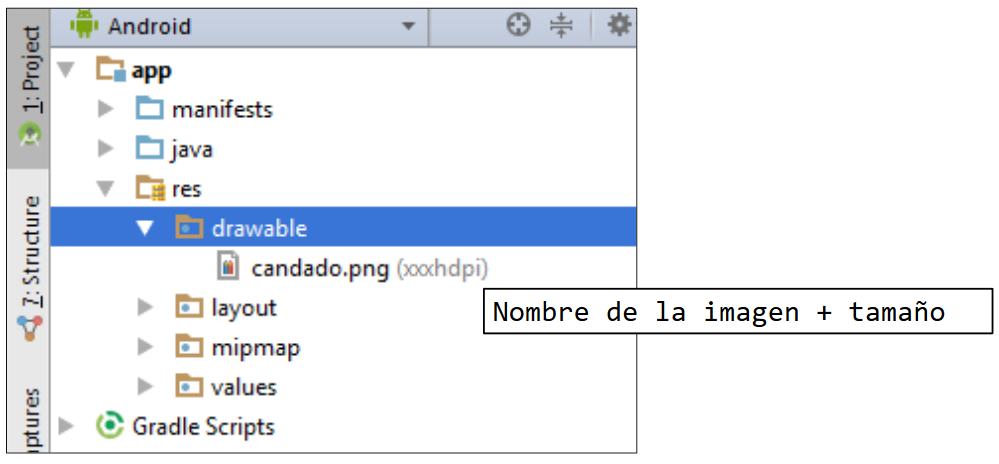 Android
1: Project
app
manifests
java
res
drawable
candado.png (xxxhdpi)
layout
mipmap
values
Gradle Scripts
7: Structure
Nombre de la imagen + tamaño